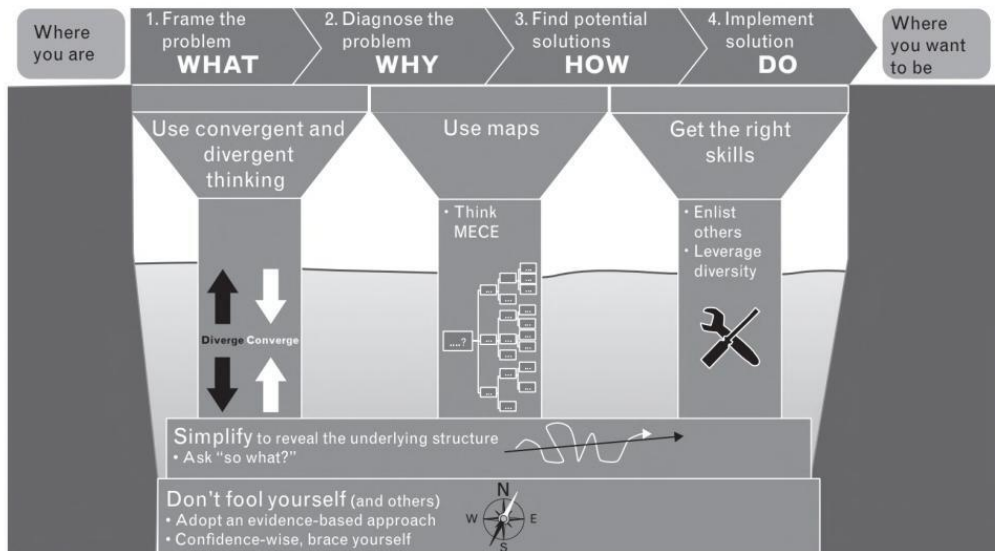 Where
you are
1. Frame the
problem
WHAT
2. Diagnose the
problem
WHY
3. Find potential
solutions
HOW
4. Implement
solution
DO
Where
you want
to be
Use convergent and
divergent
thinking
Use maps
Get the right
skills
Diverge Converge
• Think
MECE
....?
• Enlist
others
• Leverage
diversity
Simplify to reveal the underlying structure
• Ask “so what?”
Don't fool yourself (and others)
• Adopt an evidence-based approach
• Confidence-wise, brace yourself
N
W E
S